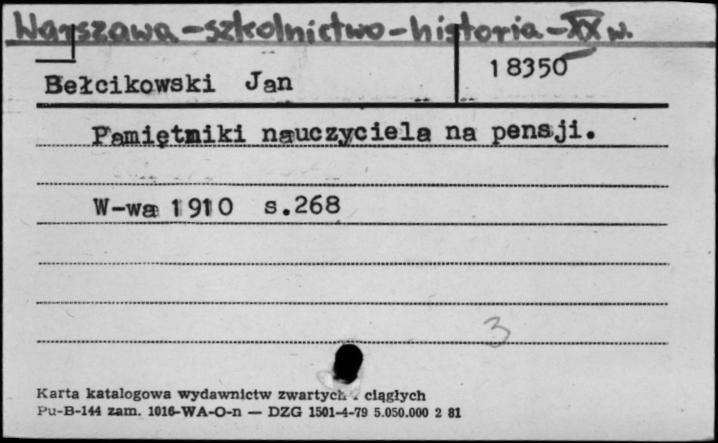 Warszawa-szkolnictwo-historia-XX w.
Bełcikowski Jan
18350
Pamiętniki nauczyciela na pensji.
W-wa 1910 s.268
3
Karta katalogowa wydawnictw zwartych ciągłych
Pu-B-144 zam. 1016-WA-O-n — DZG 1501-4-79 5.050.000 2 81